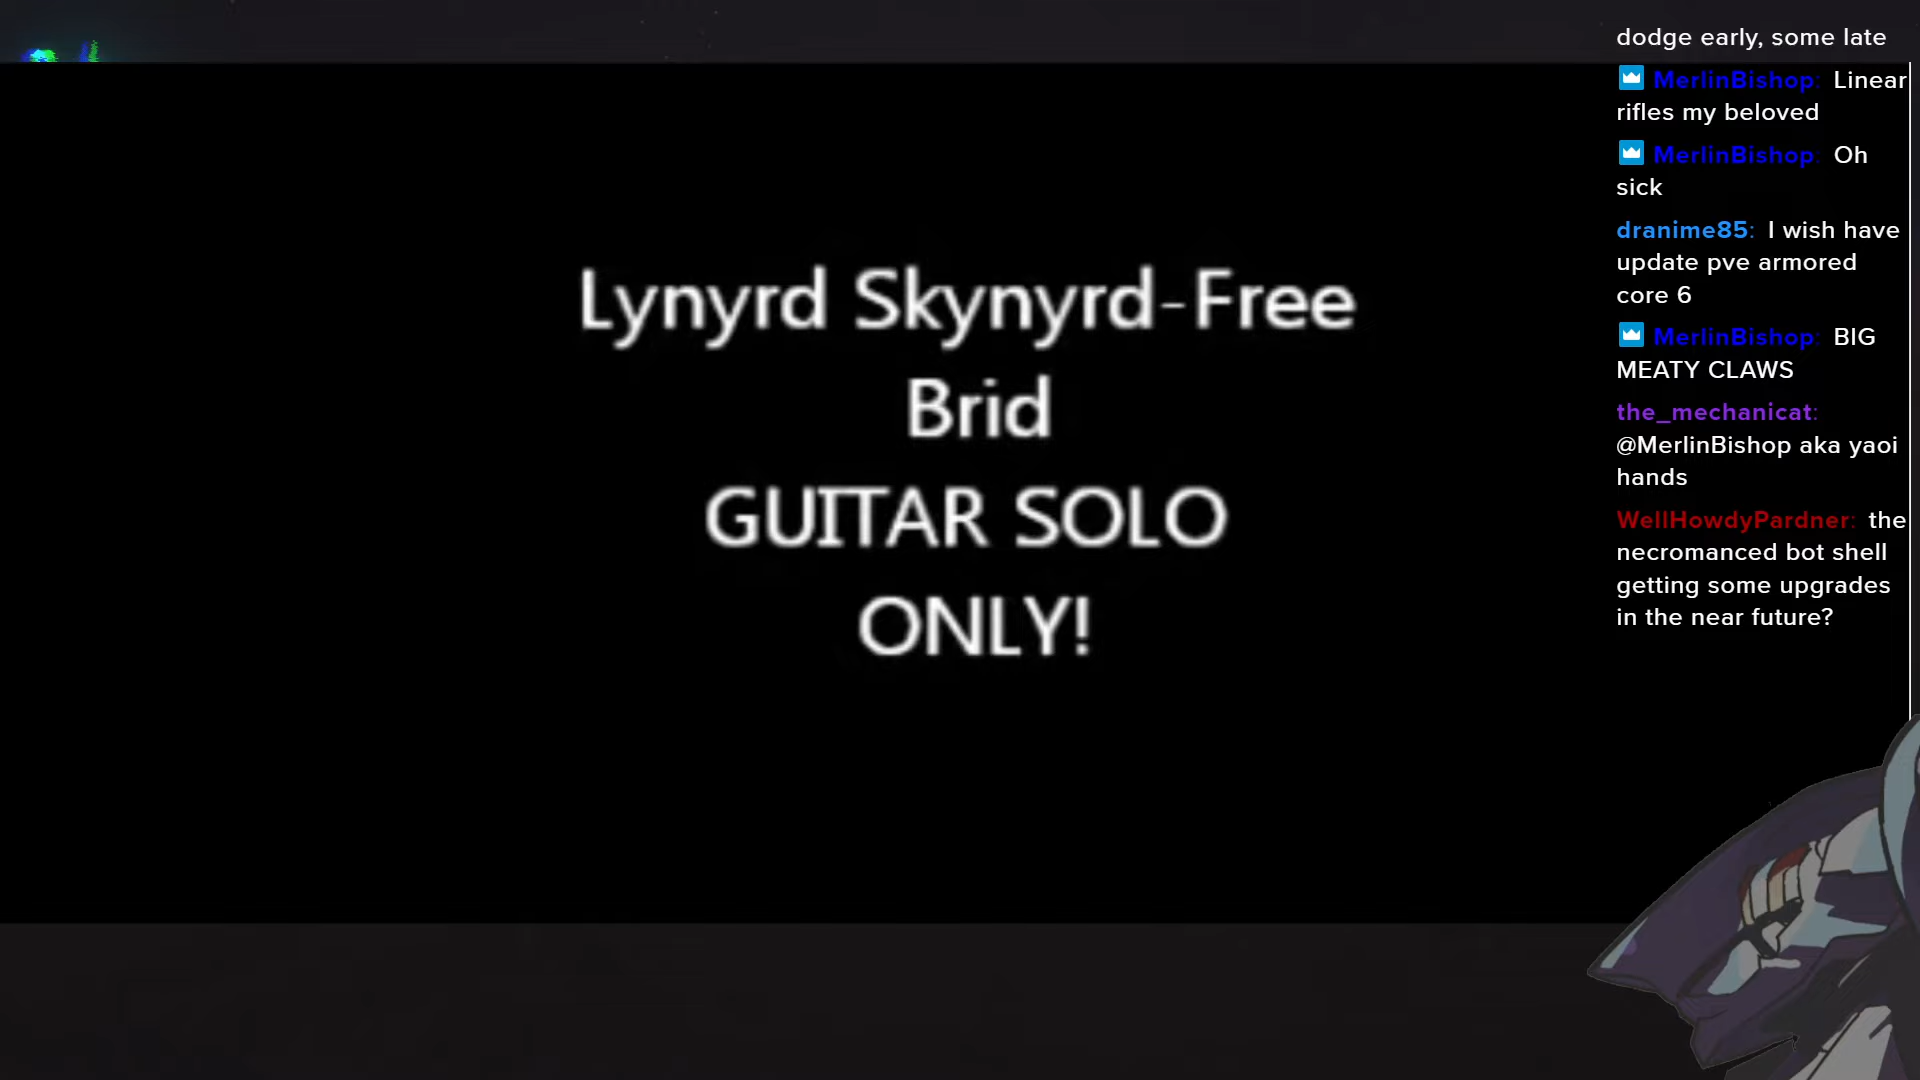 Lynyrd Skynyrd-Free
Brid
GUITAR SOLO
ONLY!
dodge early, some late
MerlinBishop: Linear
rifles my beloved
MerlinBishop: Oh
sick
dranime85: I wish have
update pve armored
core 6
MerlinBishop: BIG
MEATY CLAWS
the_mechanicat:
@MerlinBishop aka yaoi
hands
WellHowdyPardner: the
necromanced bot shell
getting some upgrades
in the near future?